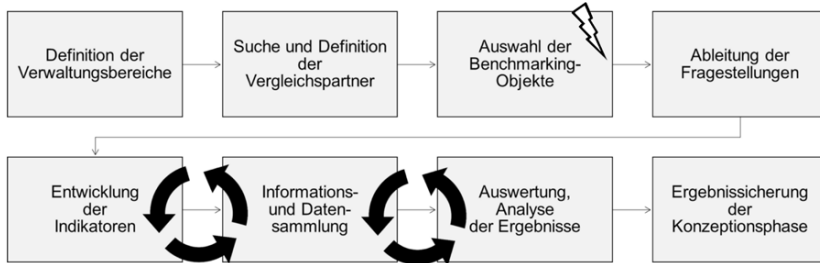 Definition der
Verwaltungsbereiche
Suche und Definition
der
Vergleichspartner
Auswahl der
Benchmarking-
Objekte
Ableitung der
Fragestellungen
Entwicklung
der
Indikatoren
Informations-
und Daten-
sammlung
Auswertung,
Analyse
der Ergebnisse
Ergebnissicherung
der
Konzeptionsphase